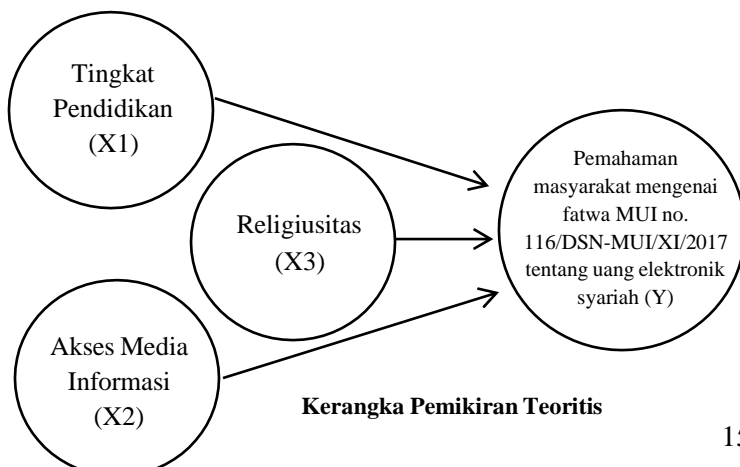 Tingkat
Pendidikan
(X1)
Religiusitas
(X3)
Akses Media
Informasi
(X2)
Pemahaman
masyarakat mengenai
fatwa MUI no.
116/DSN-MUI/XI/2017
tentang uang elektronik
syariah (Y)
Kerangka Pemikiran Teoritis